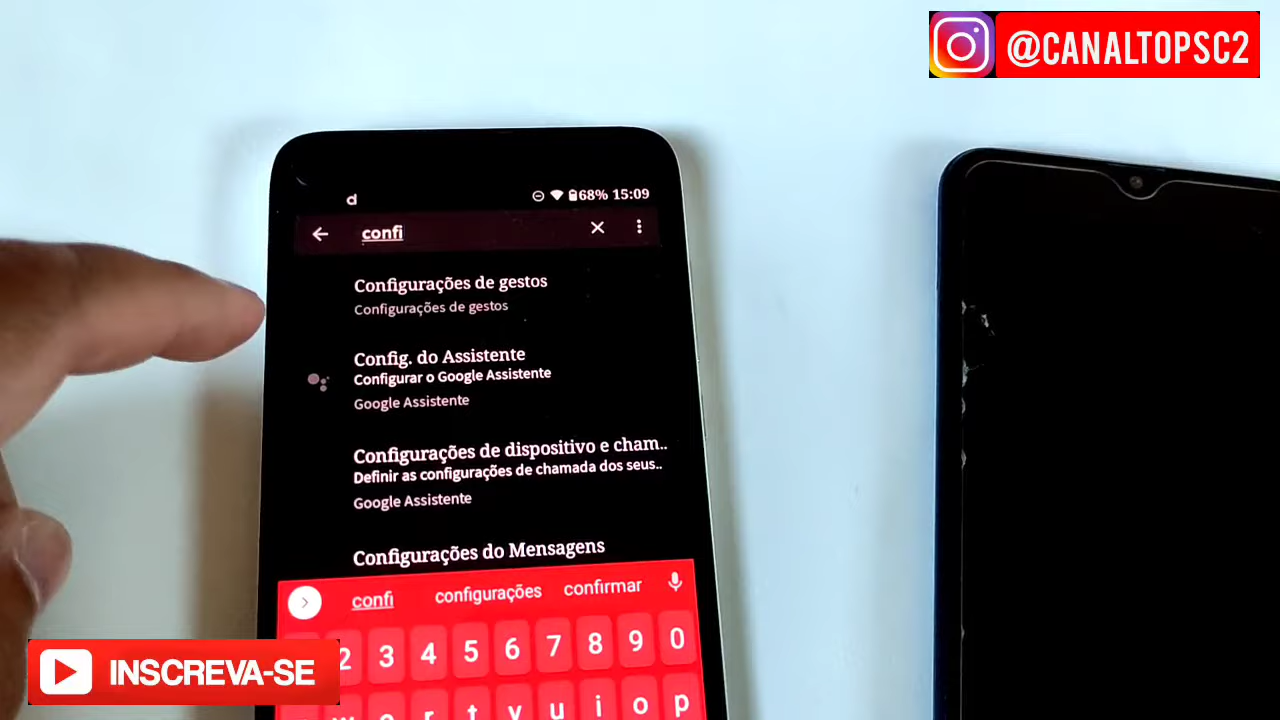 @CANALTOPSC2
d
68% 15:09
confi
Configurações de gestos
Configurações de gestos
Config. do Assistente
Configurar o Google Assistente
Google Assistente
Configurações de dispositivo e cham..
Definir as configurações de chamada dos seus..
Google Assistente
Configurações do Mensagens
confi configurações confirmar
2 3 4 5 6 7 8 9 0
r t y u i o p
INSCREVA-SE